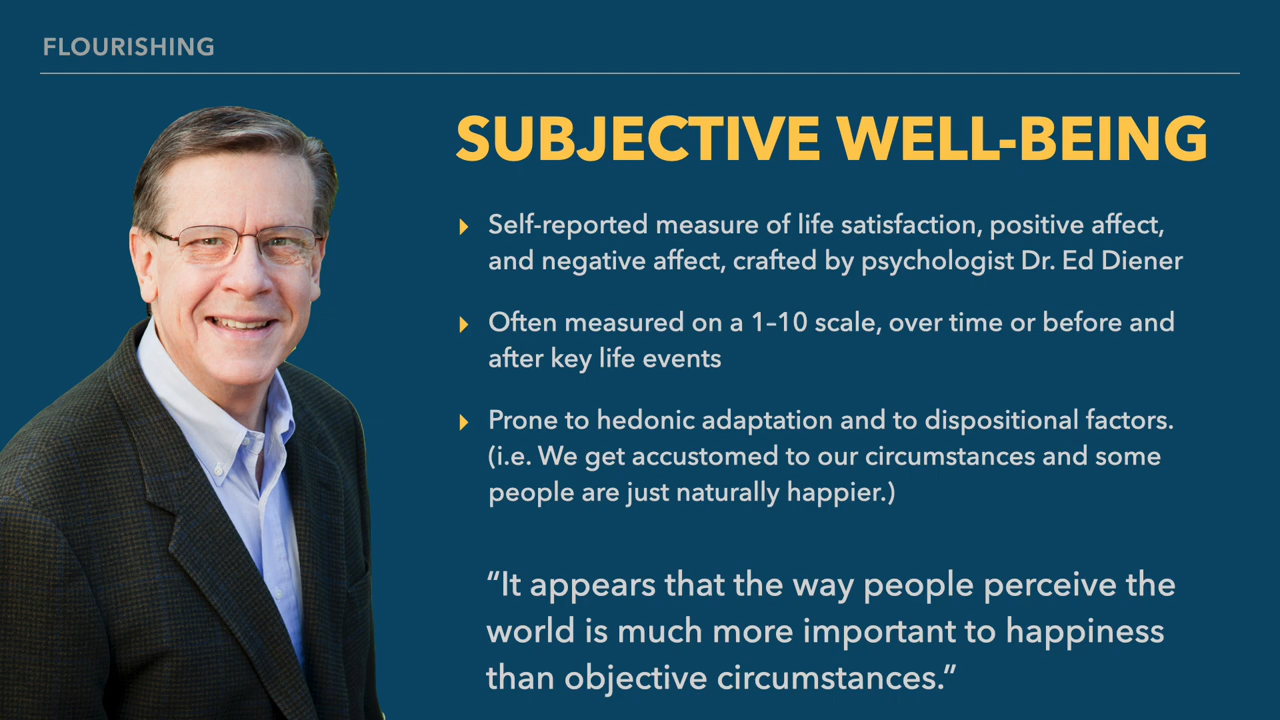 FLOURISHING
SUBJECTIVE WELL-BEING
Self-reported measure of life satisfaction, positive affect,
and negative affect, crafted by psychologist Dr. Ed Diener
Often measured on a 1–10 scale, over time or before and
after key life events
Prone to hedonic adaptation and to dispositional factors.
(i.e. We get accustomed to our circumstances and some
people are just naturally happier.)
“It appears that the way people perceive the
world is much more important to happiness
than objective circumstances.“